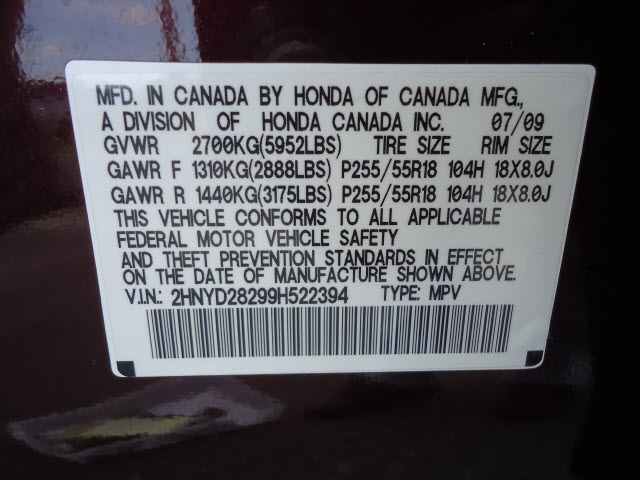 MFD. IN CANADA BY HONDA OF CANADA MFG.,
A DIVISION OF HONDA CANADA INC. 07/09
GVWR 2700KG(5952LBS) TIRE SIZE RIM SIZE
GAWR F 1310KG(2888LBS) P255/55R18 104H 18X8.0J
GAWR R 1440KG(3175LBS) P255/55R18 104H 18X8.0J
THIS VEHICLE CONFORMS TO ALL APPLICABLE
FEDERAL MOTOR VEHICLE SAFETY
AND THEFT PREVENTION STANDARDS IN EFFECT
ON THE DATE OF MANUFACTURE SHOWN ABOVE.
V.I.N.: 2HNYD28299H522394 TYPE: MPV